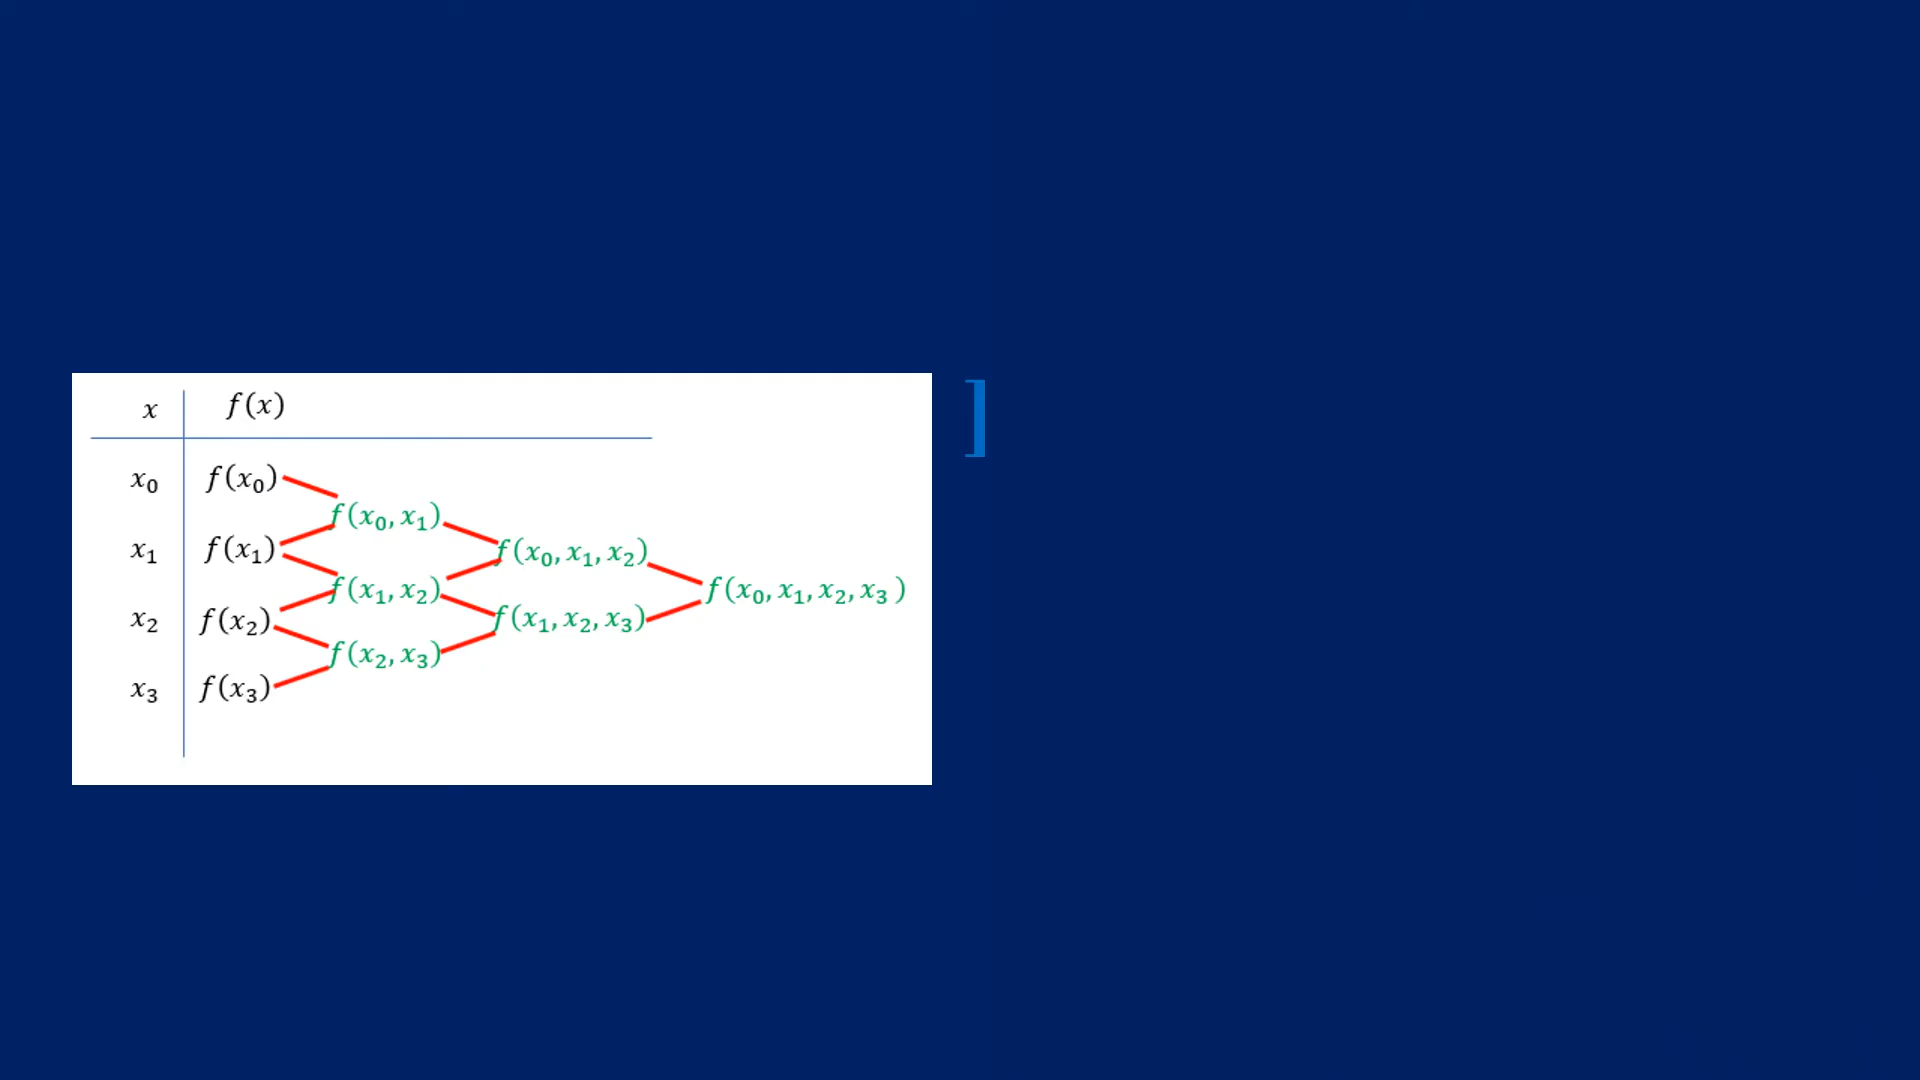 x f(x)
]
x₀ f(x₀)
f(x₀, x₁)
x₁ f(x₁) f(x₀, x₁, x₂)
f(x₁, x₂) f(x₀, x₁, x₂, x₃ )
x₂ f(x₂) f(x₁, x₂, x₃)
f(x₂, x₃)
x₃ f(x₃)